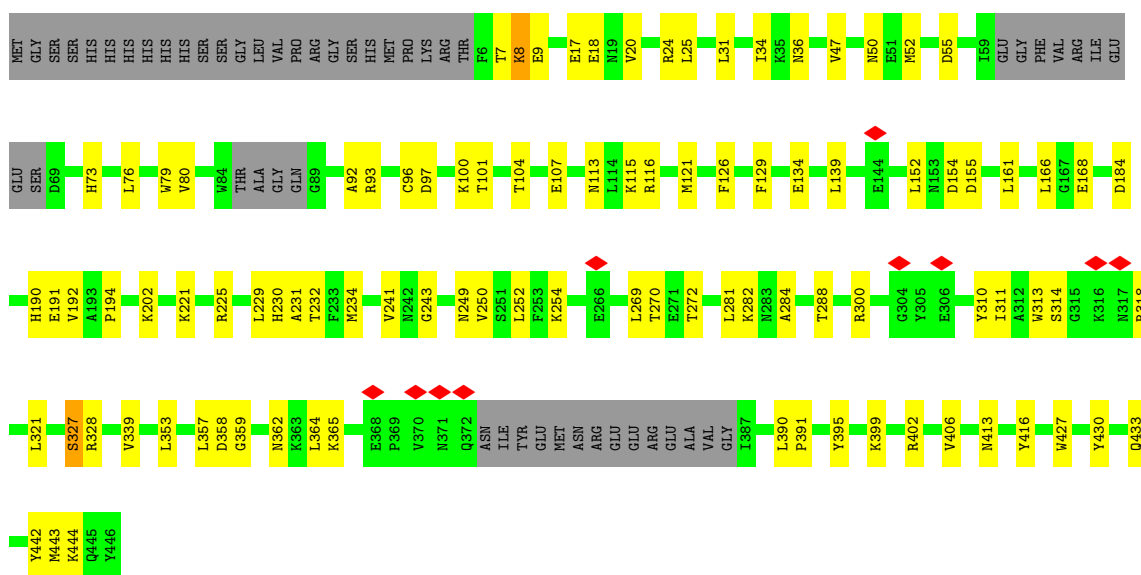 MET GLY SER SER HIS HIS HIS HIS HIS HIS SER SER GLY LEU VAL PRO ARG GLY SER HIS MET PRO LYS ARG THR F6 T7 K8 E9 E17 E18 N19 V20 R24 L25 L31 I34 K35 N36 V47 N50 E51 M52 D55 I59 GLU GLY PHE VAL ARG ILE GLU
GLU SER D69 H73 L76 W79 V80 W84 THR ALA GLY GLN G89 A92 R93 C96 D97 K100 T101 T104 E107 N113 L114 K115 R116 M121 F126 F129 E134 L139 E144 L152 N153 D154 D155 L161 L166 G167 E168 D184
H190 E191 V192 A193 P194 K202 K221 R225 L229 H230 A231 T232 F233 M234 V241 N242 G243 N249 V250 S251 L252 F253 K254 E266 L269 T270 E271 T272 L281 K282 N283 A284 T288 R300 G304 Y305 E306 Y310 I311 A312 W313 S314 G315 K316 N317
L321 S327 R328 V339 L353 L357 D358 G359 N362 K363 L364 K365 E368 P369 V370 N371 Q372 ASN ILE TYR GLU MET ASN ARG GLU GLU ARG GLU ALA VAL GLY I387 L390 P391 Y395 K399 R402 V406 N413 Y416 W427 Y430 Q433
Y442 M443 K444 Q445 Y446